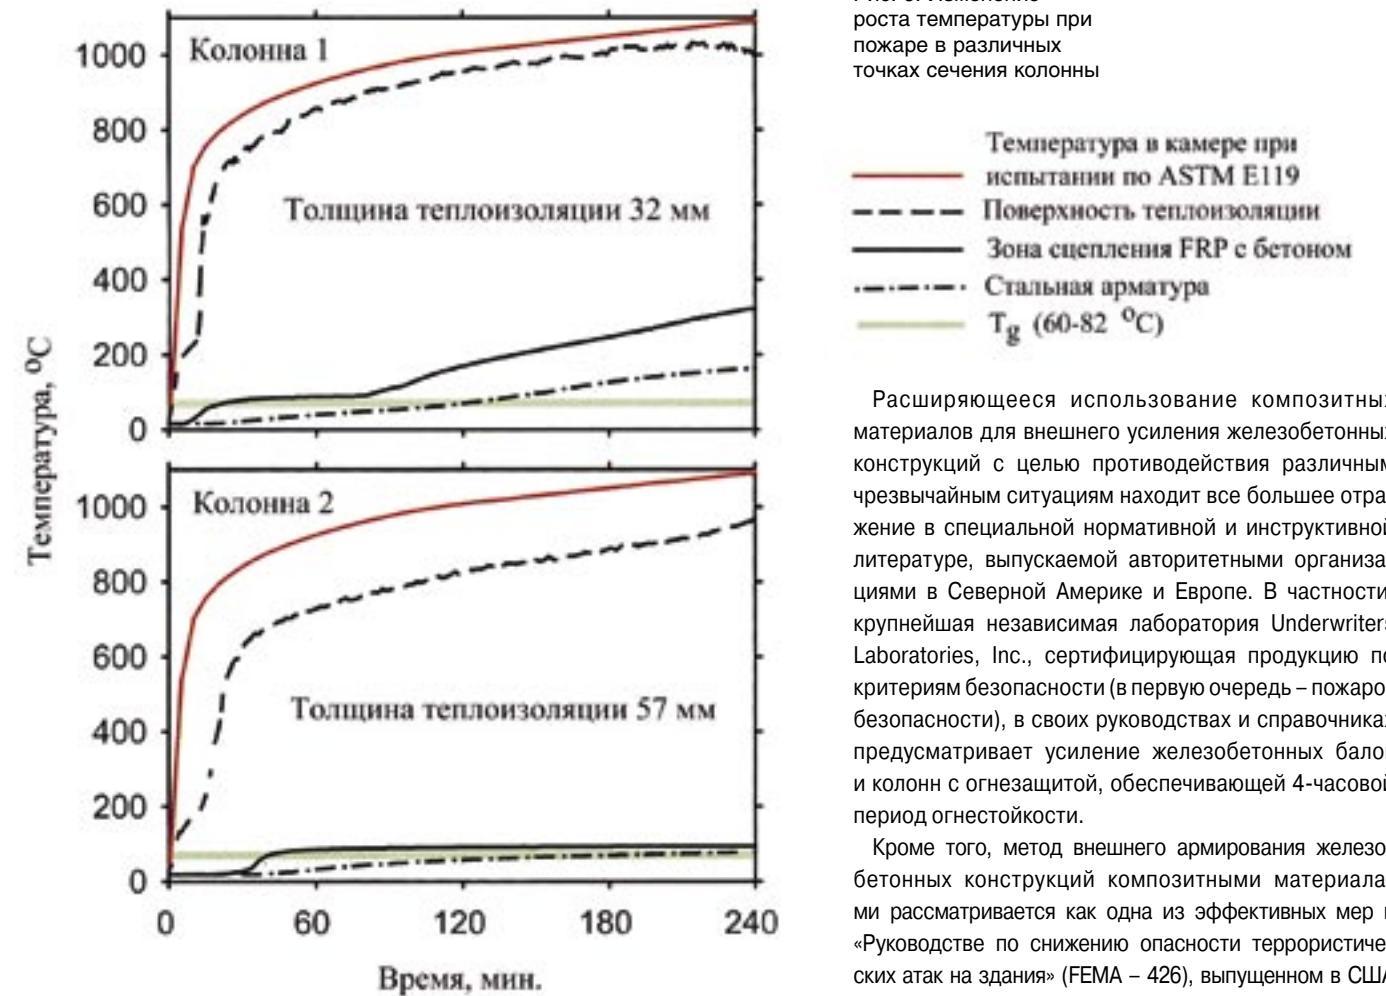 роста температуры при
пожаре в различных
точках сечения колонны
Температура, °С
1000
800
600
400
200
0
Колонна 1
Толщина теплоизоляции 32 мм
1000
800
600
400
200
0
Колонна 2
Толщина теплоизоляции 57 мм
0 60 120 180 240
Время, мин.
Температура в камере при
испытании по ASTM E119
Поверхность теплоизоляции
Зона сцепления FRP с бетоном
Стальная арматура
Tg (60-82 °C)
Расширяющееся использование композитны
материалов для внешнего усиления железобетонны
конструкций с целью противодействия различным
чрезвычайным ситуациям находит все большее отра
жение в специальной нормативной и инструктивной
литературе, выпускаемой авторитетными организа
циями в Северной Америке и Европе. В частности
крупнейшая независимая лаборатория Underwriters
Laboratories, Inc., сертифицирующая продукцию по
критериям безопасности (в первую очередь – пожаро
безопасности), в своих руководствах и справочника
предусматривает усиление железобетонных бало
и колонн с огнезащитой, обеспечивающей 4-часовой
период огнестойкости.
Кроме того, метод внешнего армирования железо
бетонных конструкций композитными материала
ми рассматривается как одна из эффективных мер
«Руководстве по снижению опасности террористиче
ских атак на здания» (FEMA – 426), выпущенном в США